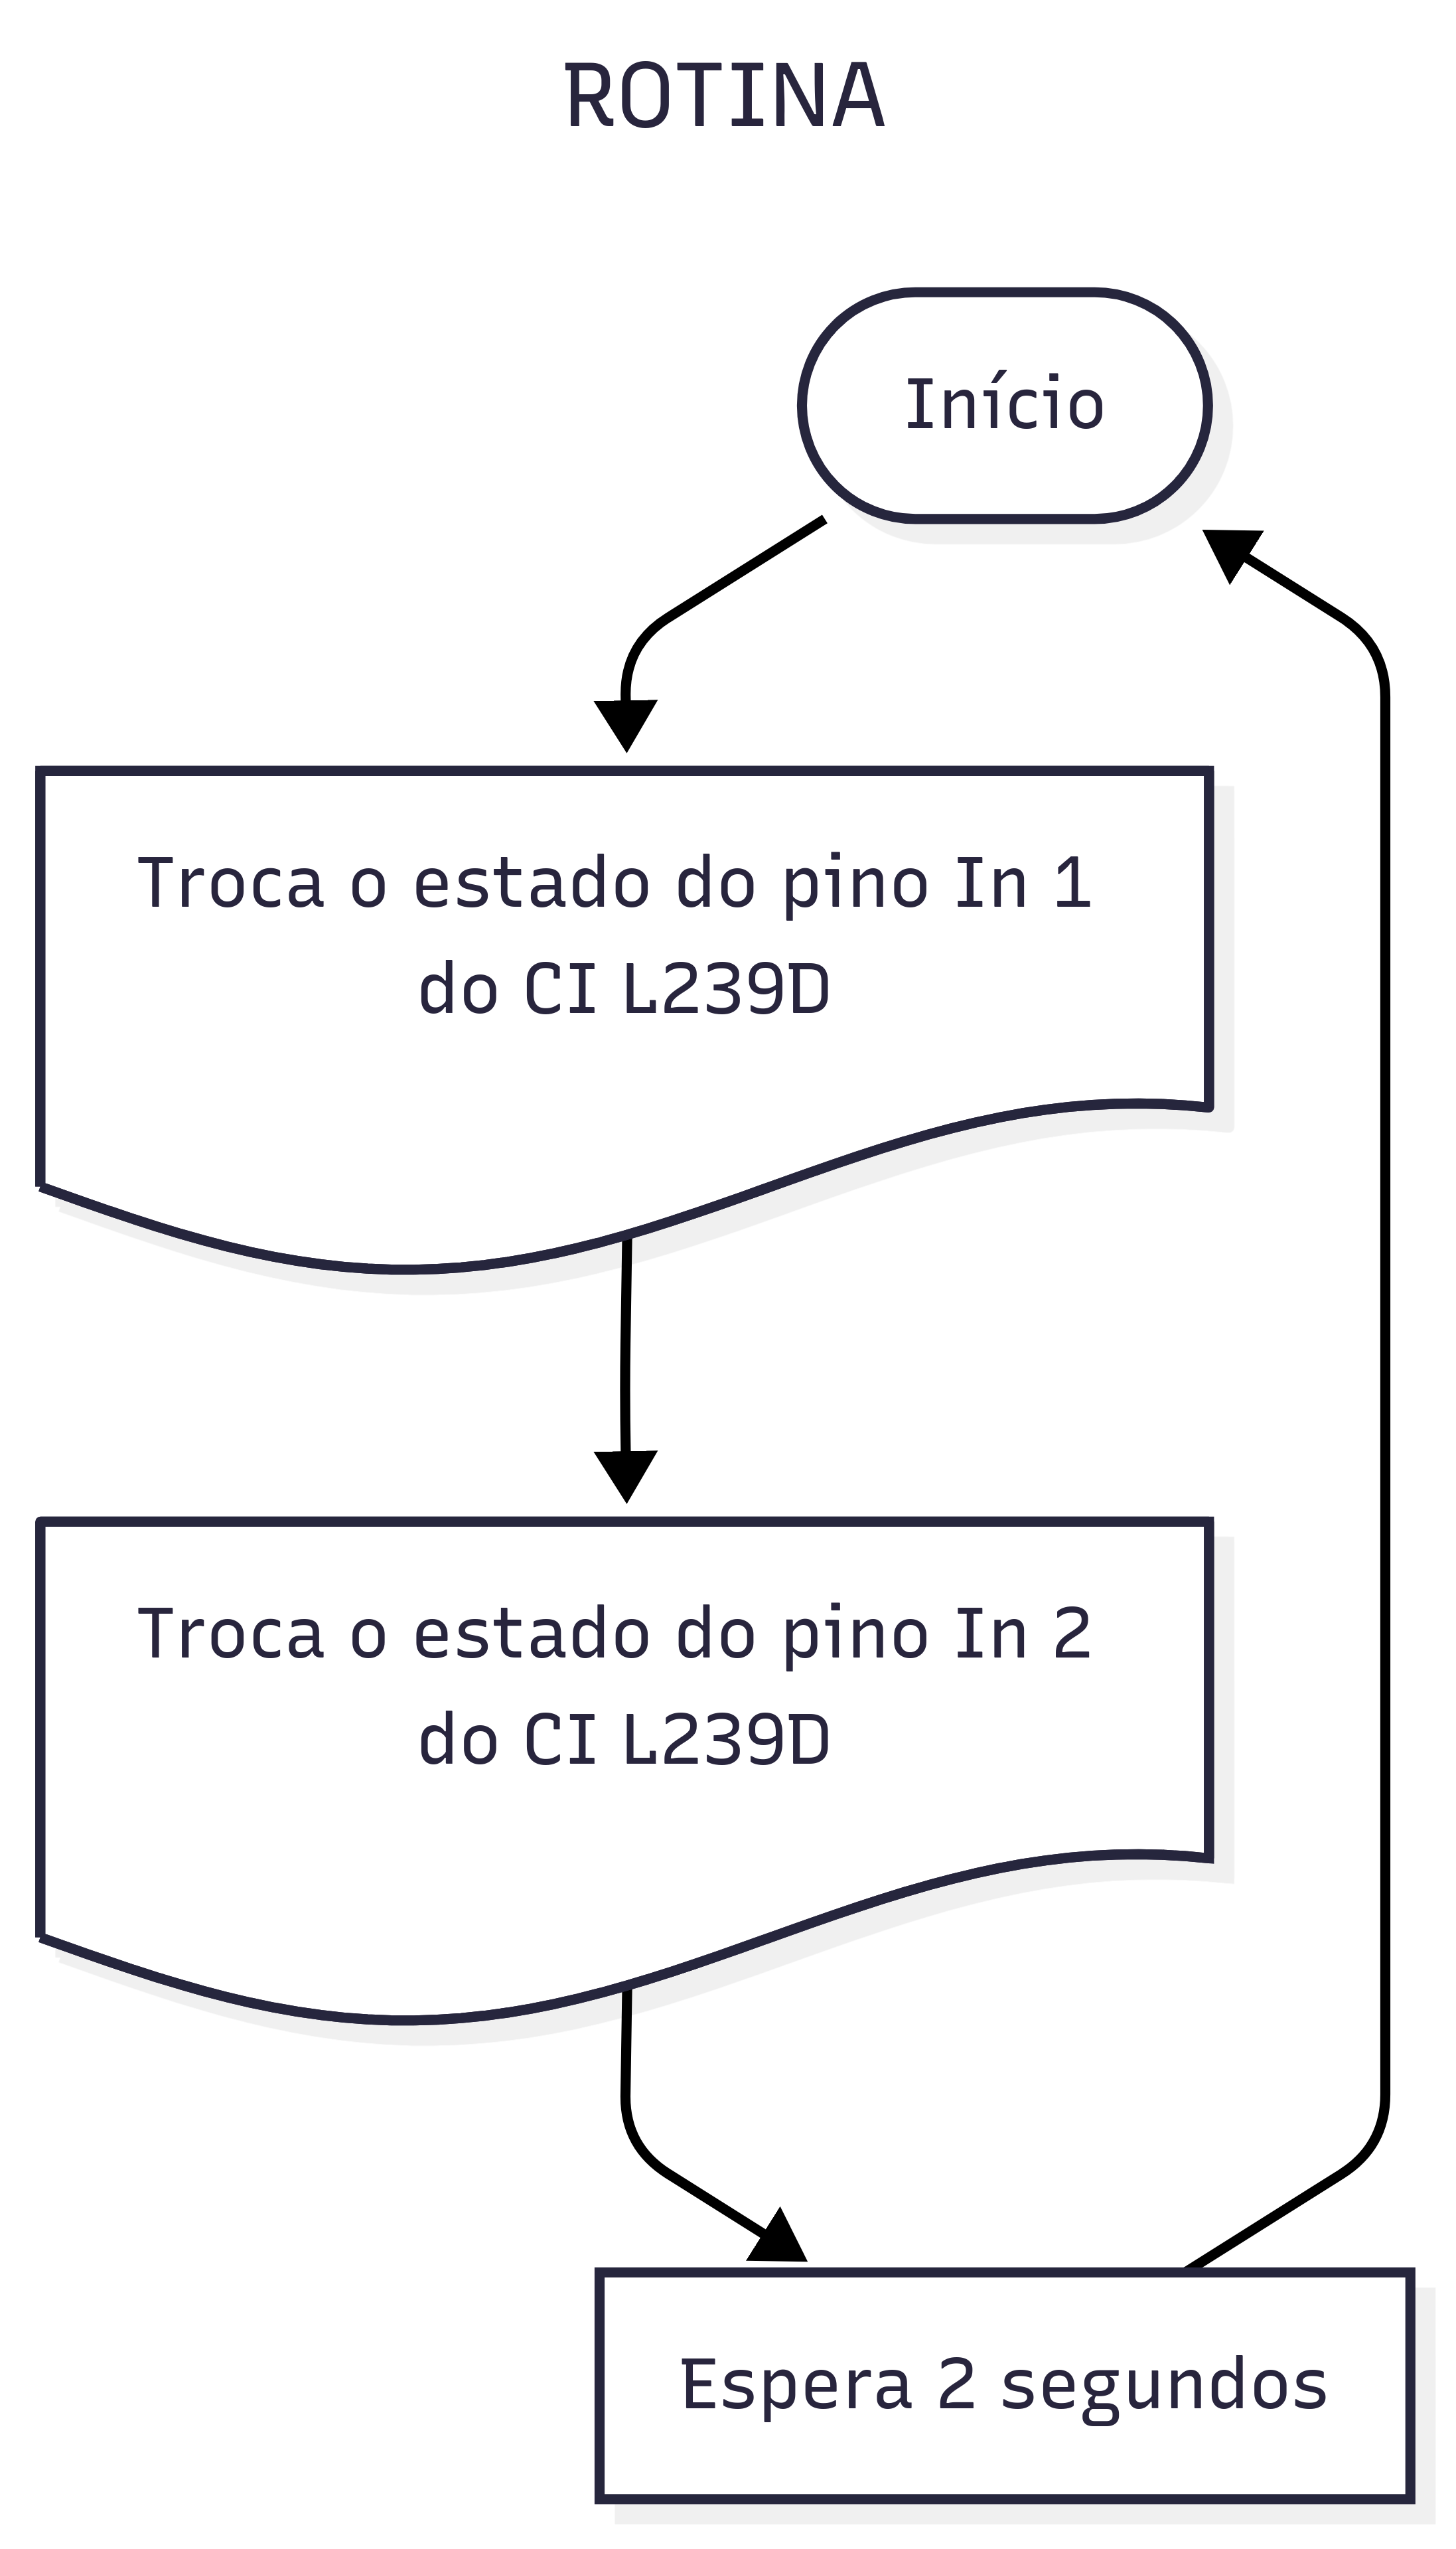 ROTINA
Início
Troca o estado do pino In 1
do CI L239D
Troca o estado do pino In 2
do CI L239D
Espera 2 segundos